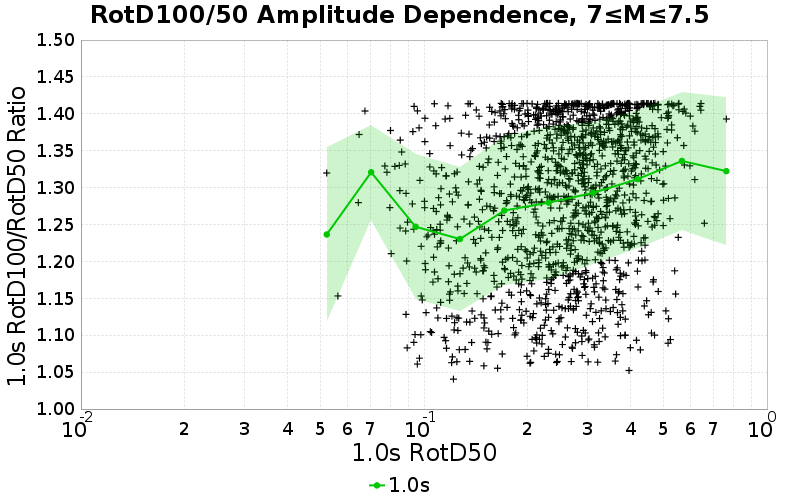 RotD100/50 Amplitude Dependence, 7≤M≤7.5
1.0s RotD100/RotD50 Ratio
1.50
1.45
1.40
1.35
1.30
1.25
1.20
1.15
1.10
1.05
1.00
10^-2 2 3 4 5 6 7 10^-1 2 3 4 5 6 7 10^0
1.0s RotD50
1.0s